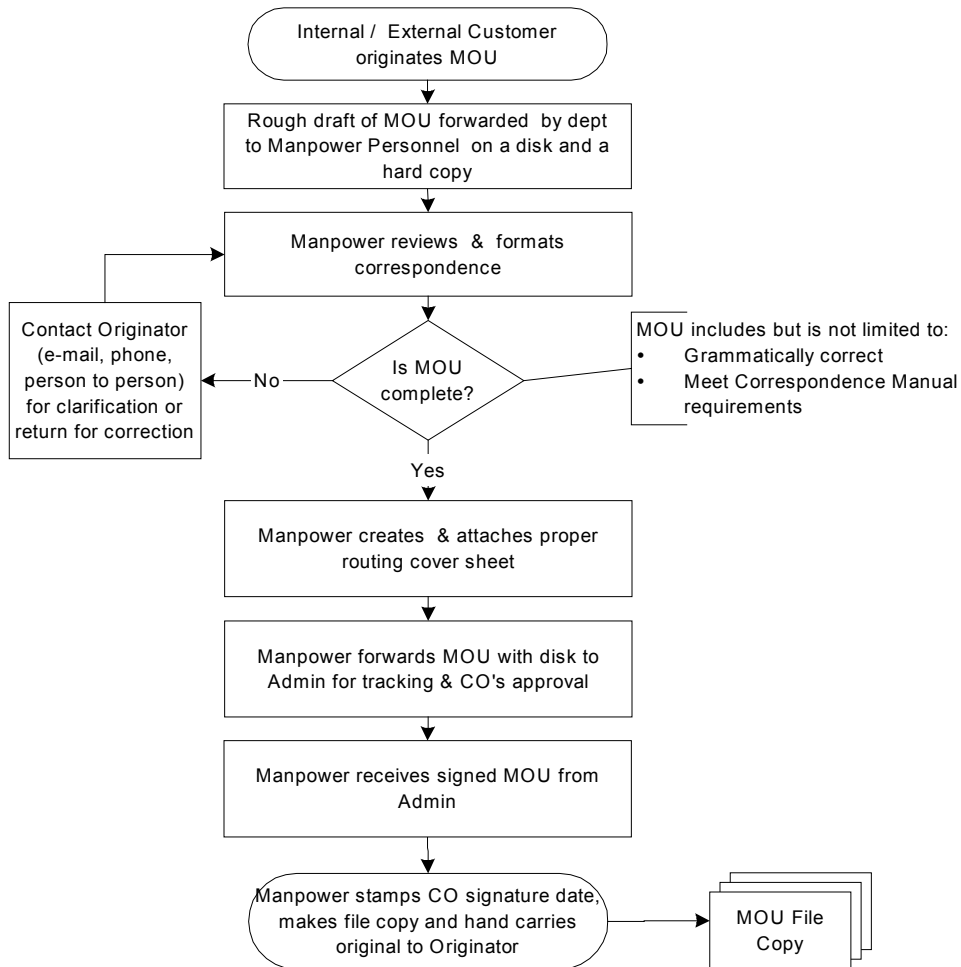 Internal / External Customer
originates MOU
Rough draft of MOU forwarded by dept
to Manpower Personnel on a disk and a
hard copy
Manpower reviews & formats
correspondence
Contact Originator
(e-mail, phone,
person to person)
for clarification or
return for correction
No
Is MOU
complete?
MOU includes but is not limited to:
• Grammatically correct
• Meet Correspondence Manual
requirements
Yes
Manpower creates & attaches proper
routing cover sheet
Manpower forwards MOU with disk to
Admin for tracking & CO's approval
Manpower receives signed MOU from
Admin
Manpower stamps CO signature date,
makes file copy and hand carries
original to Originator
MOU File
Copy